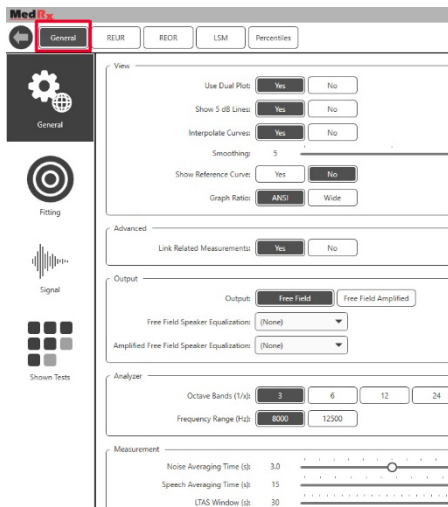 MedRx
General REUR REOR LSM Percentiles
General
Fitting
Signal
Shown Tests
View
Use Dual Plot: Yes No
Show 5 dB Lines: Yes No
Interpolate Curves: Yes No
Smoothing: 5
Show Reference Curve: Yes No
Graph Ratio: ANSI Wide
Advanced
Link Related Measurements: Yes No
Output
Output: Free Field Free Field Amplified
Free Field Speaker Equalization: (None)
Amplified Free Field Speaker Equalization: (None)
Analyzer
Octave Bands (1/x): 3 6 12 24
Frequency Range (Hz): 8000 12500
Measurement
Noise Averaging Time (s): 3.0
Speech Averaging Time (s): 15
LTAS Window (s): 30